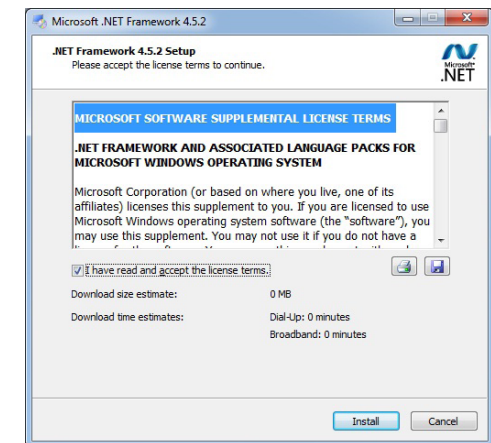 Microsoft .NET Framework 4.5.2
.NET Framework 4.5.2 Setup
Please accept the license terms to continue.
Microsoft®
.NET
MICROSOFT SOFTWARE SUPPLEMENTAL LICENSE TERMS
.NET FRAMEWORK AND ASSOCIATED LANGUAGE PACKS FOR
MICROSOFT WINDOWS OPERATING SYSTEM
Microsoft Corporation (or based on where you live, one of its
affiliates) licenses this supplement to you. If you are licensed to use
Microsoft Windows operating system software (the “software”), you
may use this supplement. You may not use it if you do not have a
I have read and accept the license terms.
Download size estimate: 0 MB
Download time estimates: Dial-Up: 0 minutes
Broadband: 0 minutes
Install Cancel